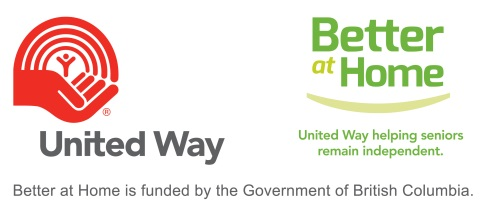 United Way
®
Better
at Home
United Way helping seniors
remain independent.
Better at Home is funded by the Government of British Columbia.